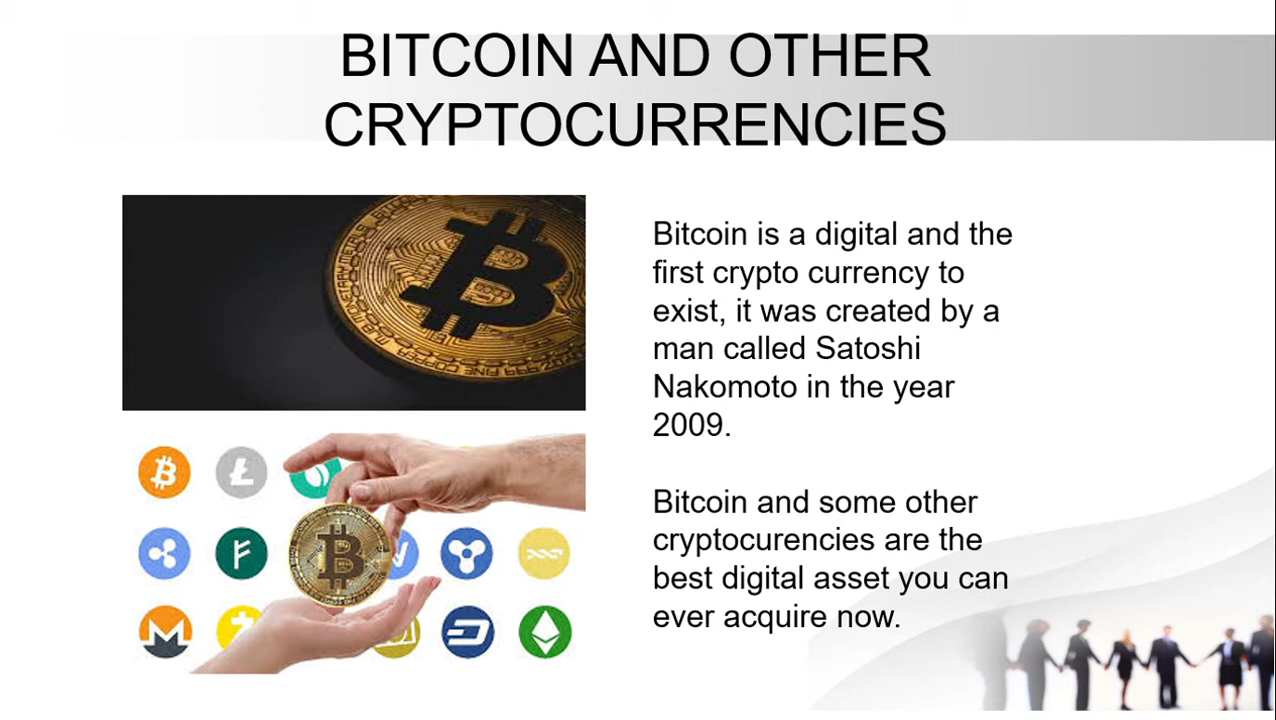 BITCOIN AND OTHER
CRYPTOCURRENCIES
Bitcoin is a digital and the
first crypto currency to
exist, it was created by a
man called Satoshi
Nakomoto in the year
2009.
Bitcoin and some other
cryptocurencies are the
best digital asset you can
ever acquire now.